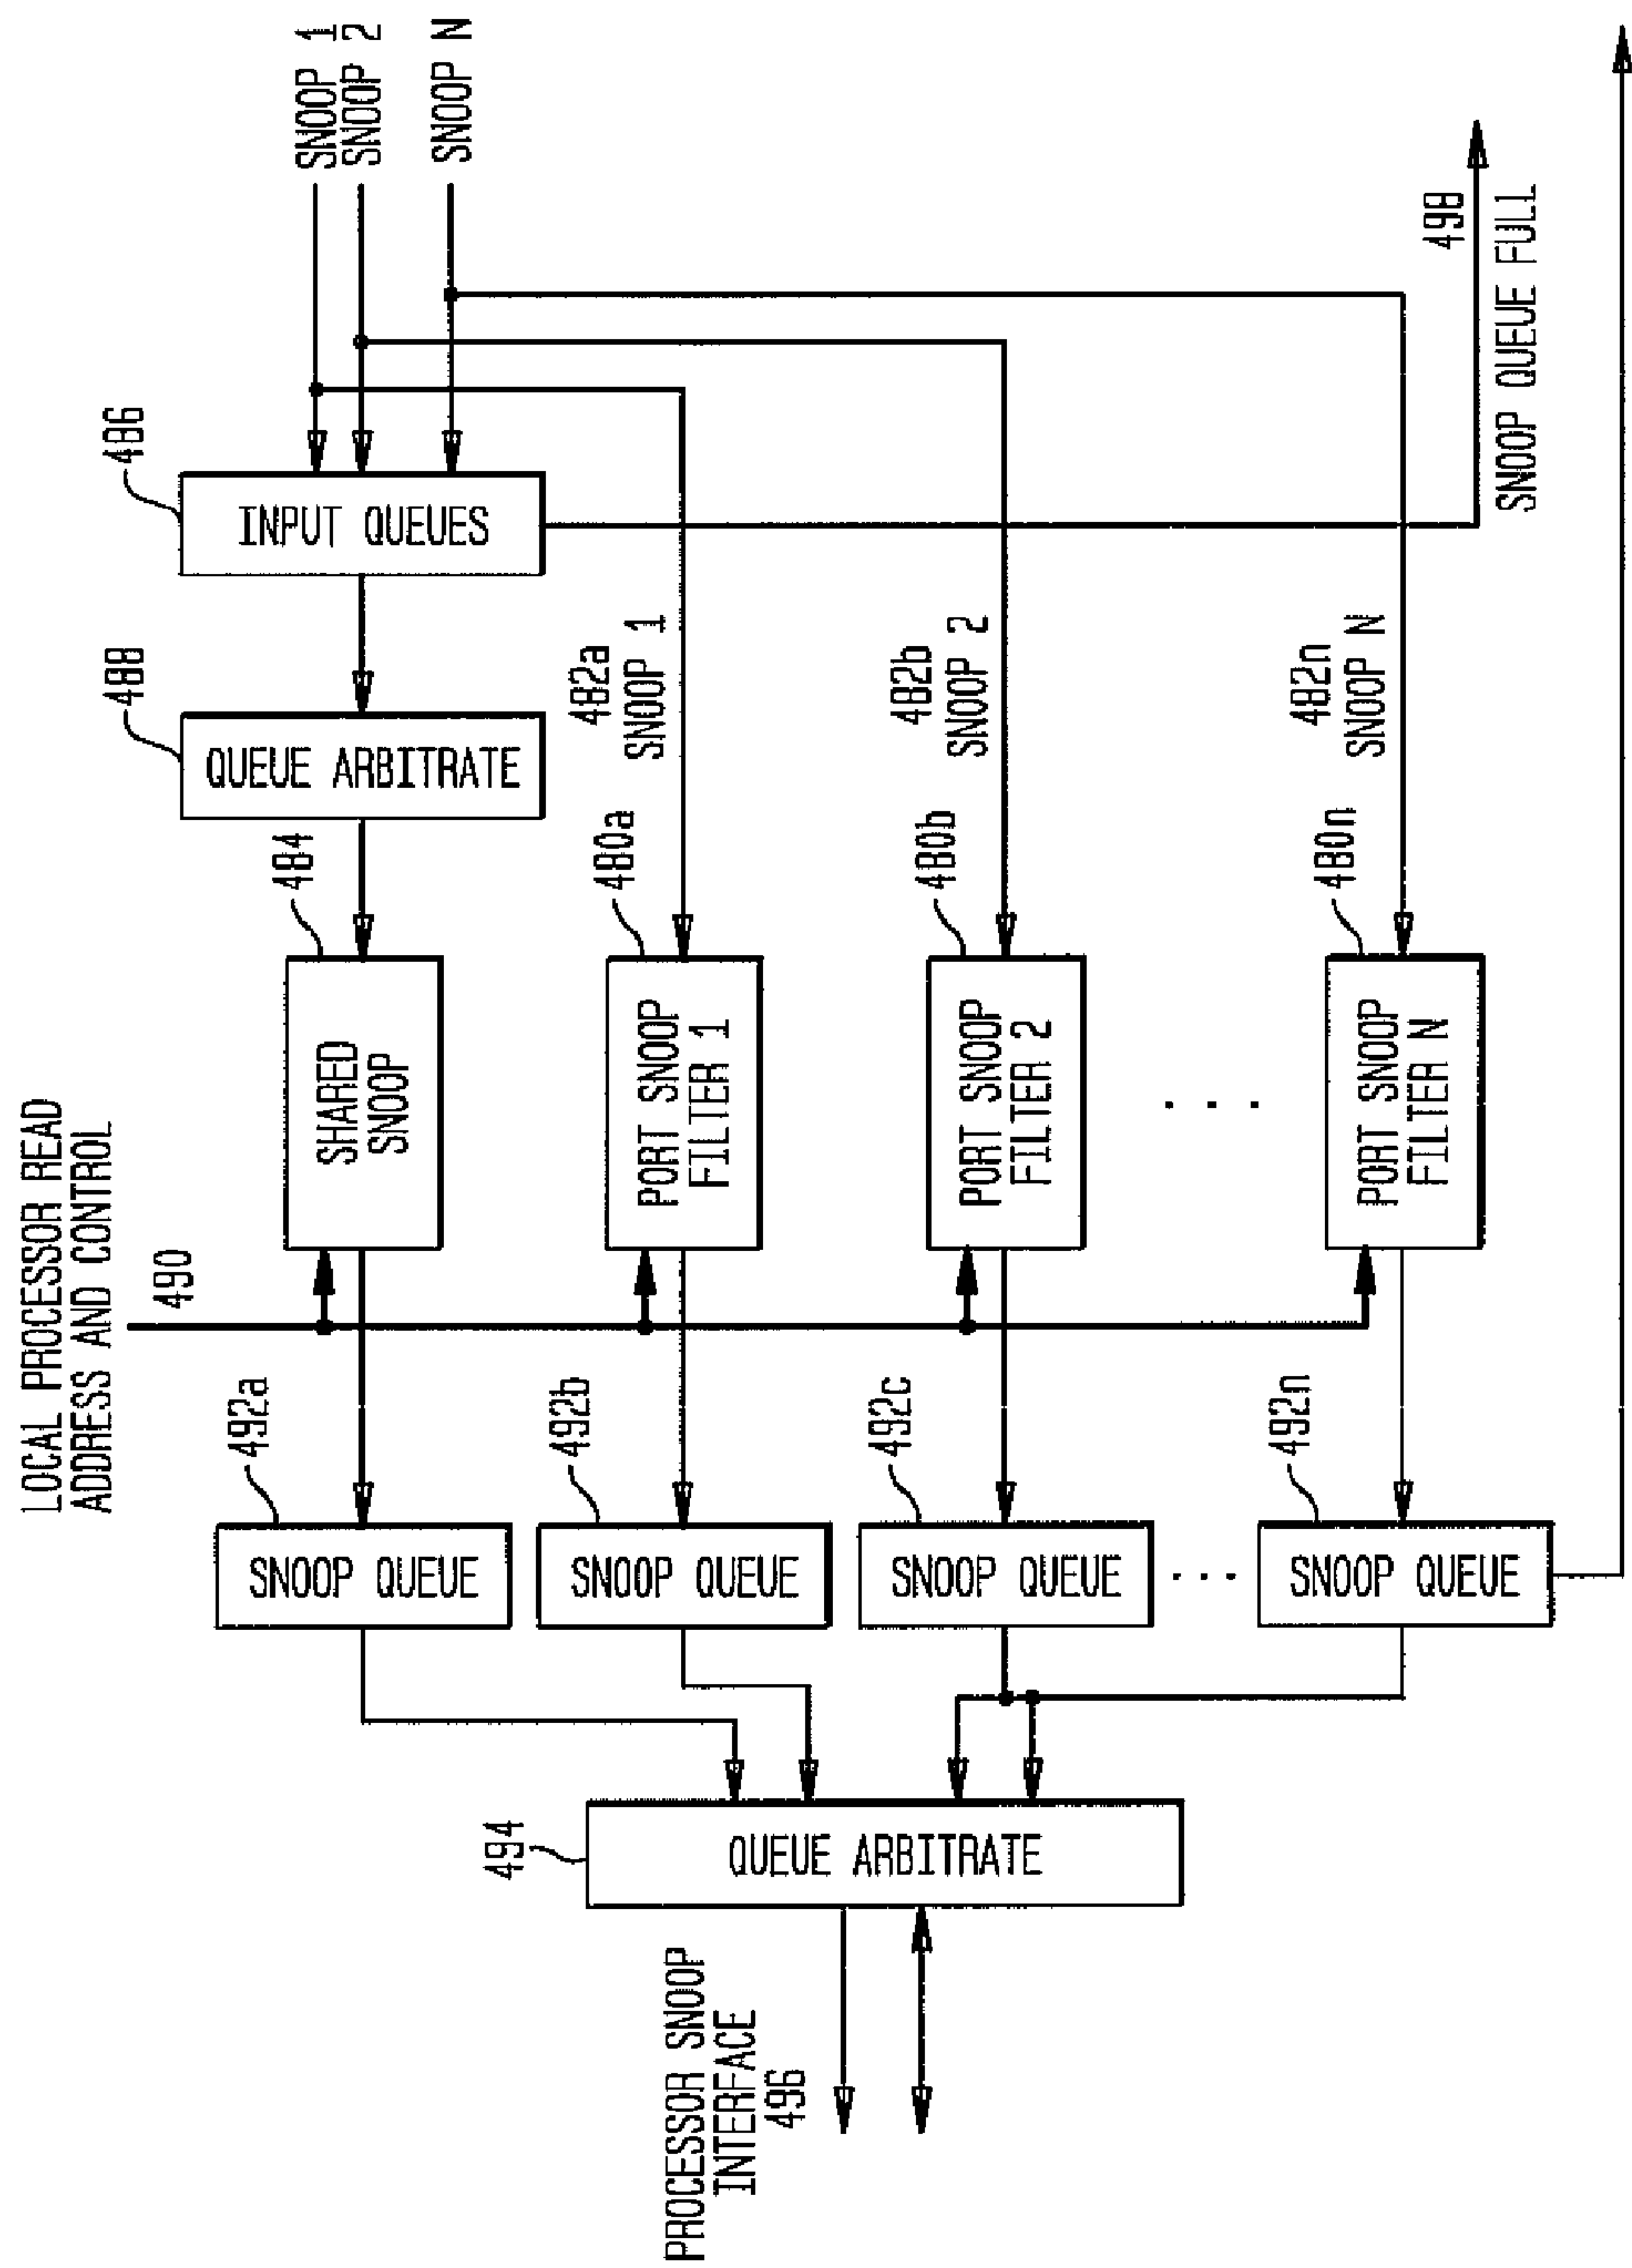 LOCAL PROCESSOR READ
ADDRESS AND CONTROL
490
486
INPUT QUEUES
488
QUEUE ARBITRATE
484
SHARED
SNOOP
492a
SNOOP QUEUE
SNOOP 1
SNOOP 2
SNOOP N
482a
SNOOP 1
480a
PORT SNOOP
FILTER 1
492b
SNOOP QUEUE
494
QUEUE ARBITRATE
PROCESSOR SNOOP
INTERFACE
496
482b
SNOOP 2
480b
PORT SNOOP
FILTER 2
492c
SNOOP QUEUE
. . .
. . .
482n
SNOOP N
480n
PORT SNOOP
FILTER N
492n
SNOOP QUEUE
498
SNOOP QUEUE FULL